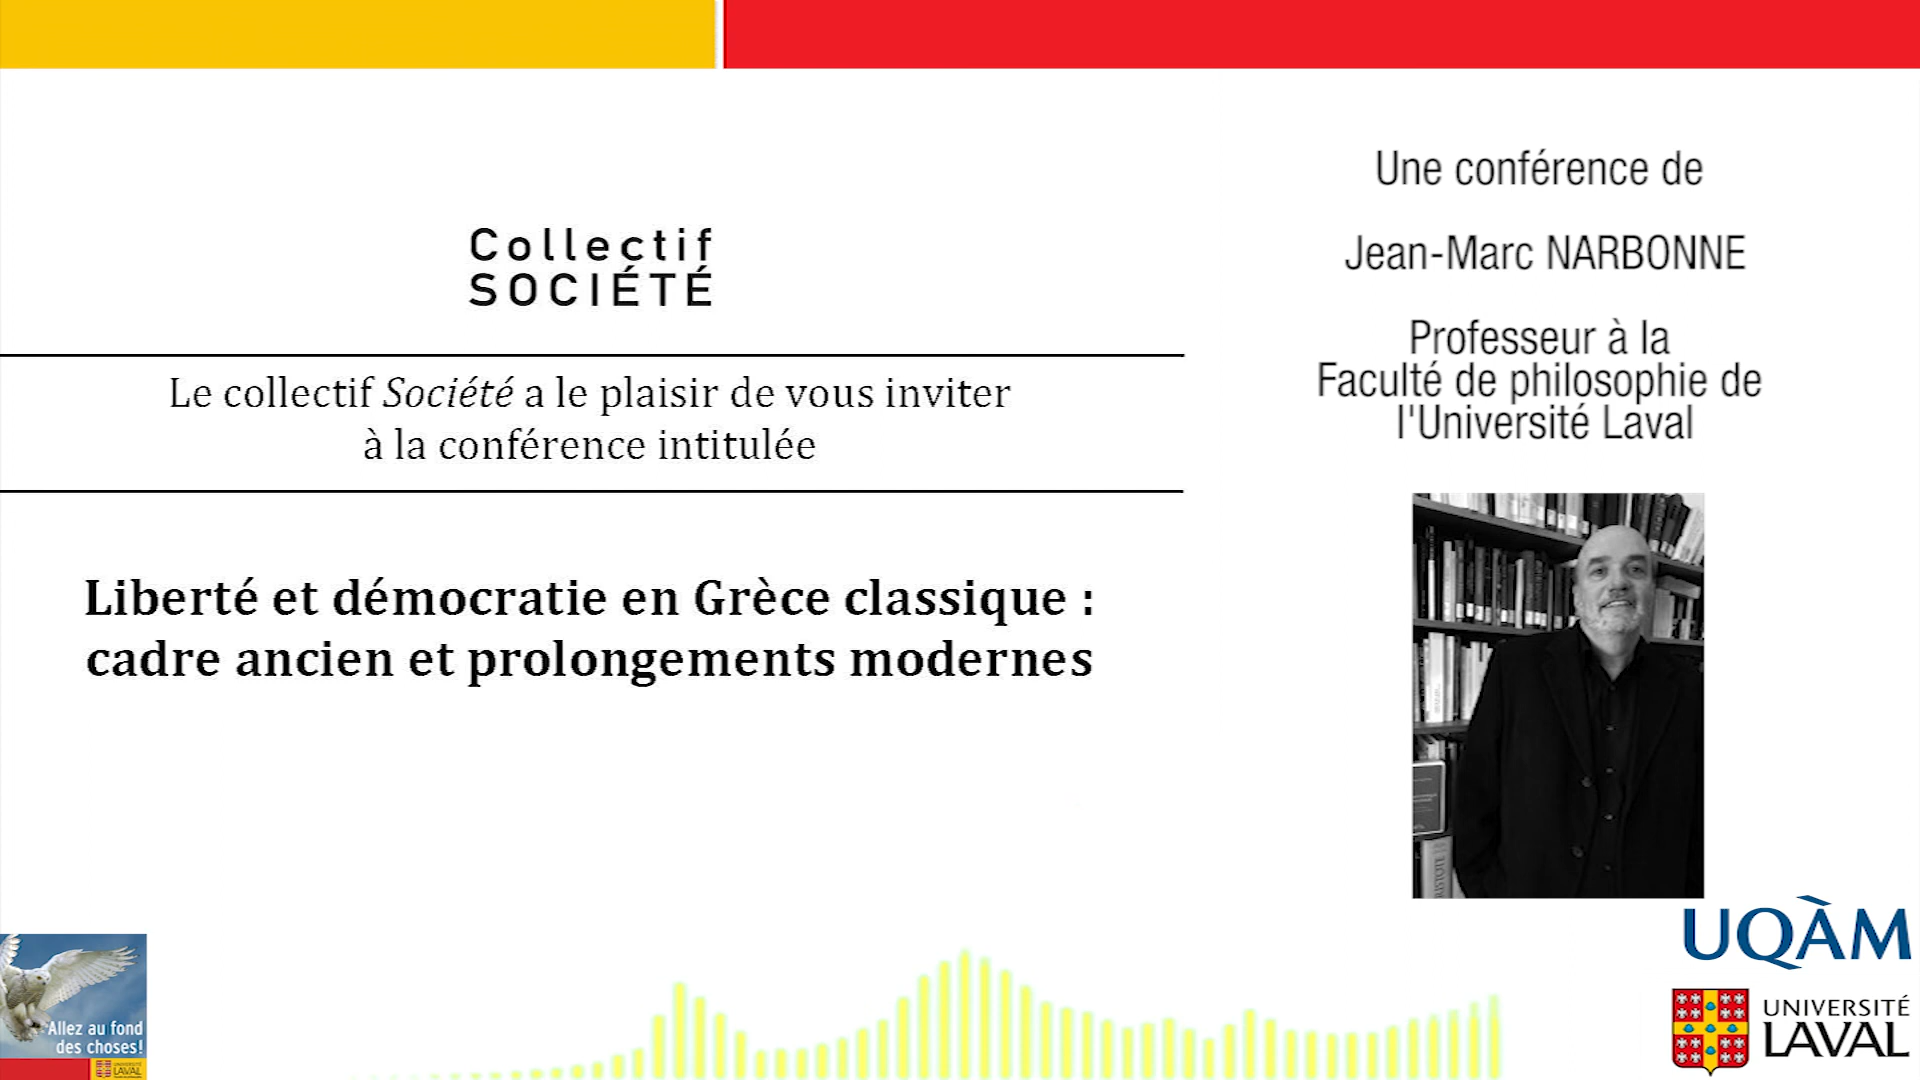 Collectif
SOCIÉTÉ
Le collectif Société a le plaisir de vous inviter
à la conférence intitulée
Liberté et démocratie en Grèce classique :
cadre ancien et prolongements modernes
Une conférence de
Jean-Marc NARBONNE
Professeur à la
Faculté de philosophie de
l'Université Laval
Allez au fond
des choses!
UNIVERSITÉ
LAVAL
UQÀM
UNIVERSITÉ
LAVAL